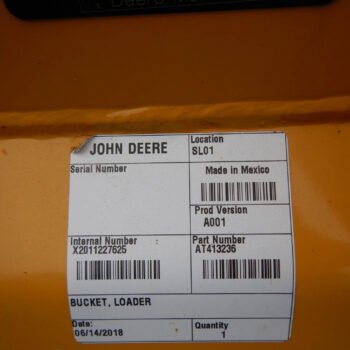 Deere
JOHN DEERE
Location
SL01
Serial Number
Made in Mexico
Prod Version
A001
Internal Number
X2011227625
Part Number
AT413236
BUCKET, LOADER
Date:
06/14/2018
Quantity
1